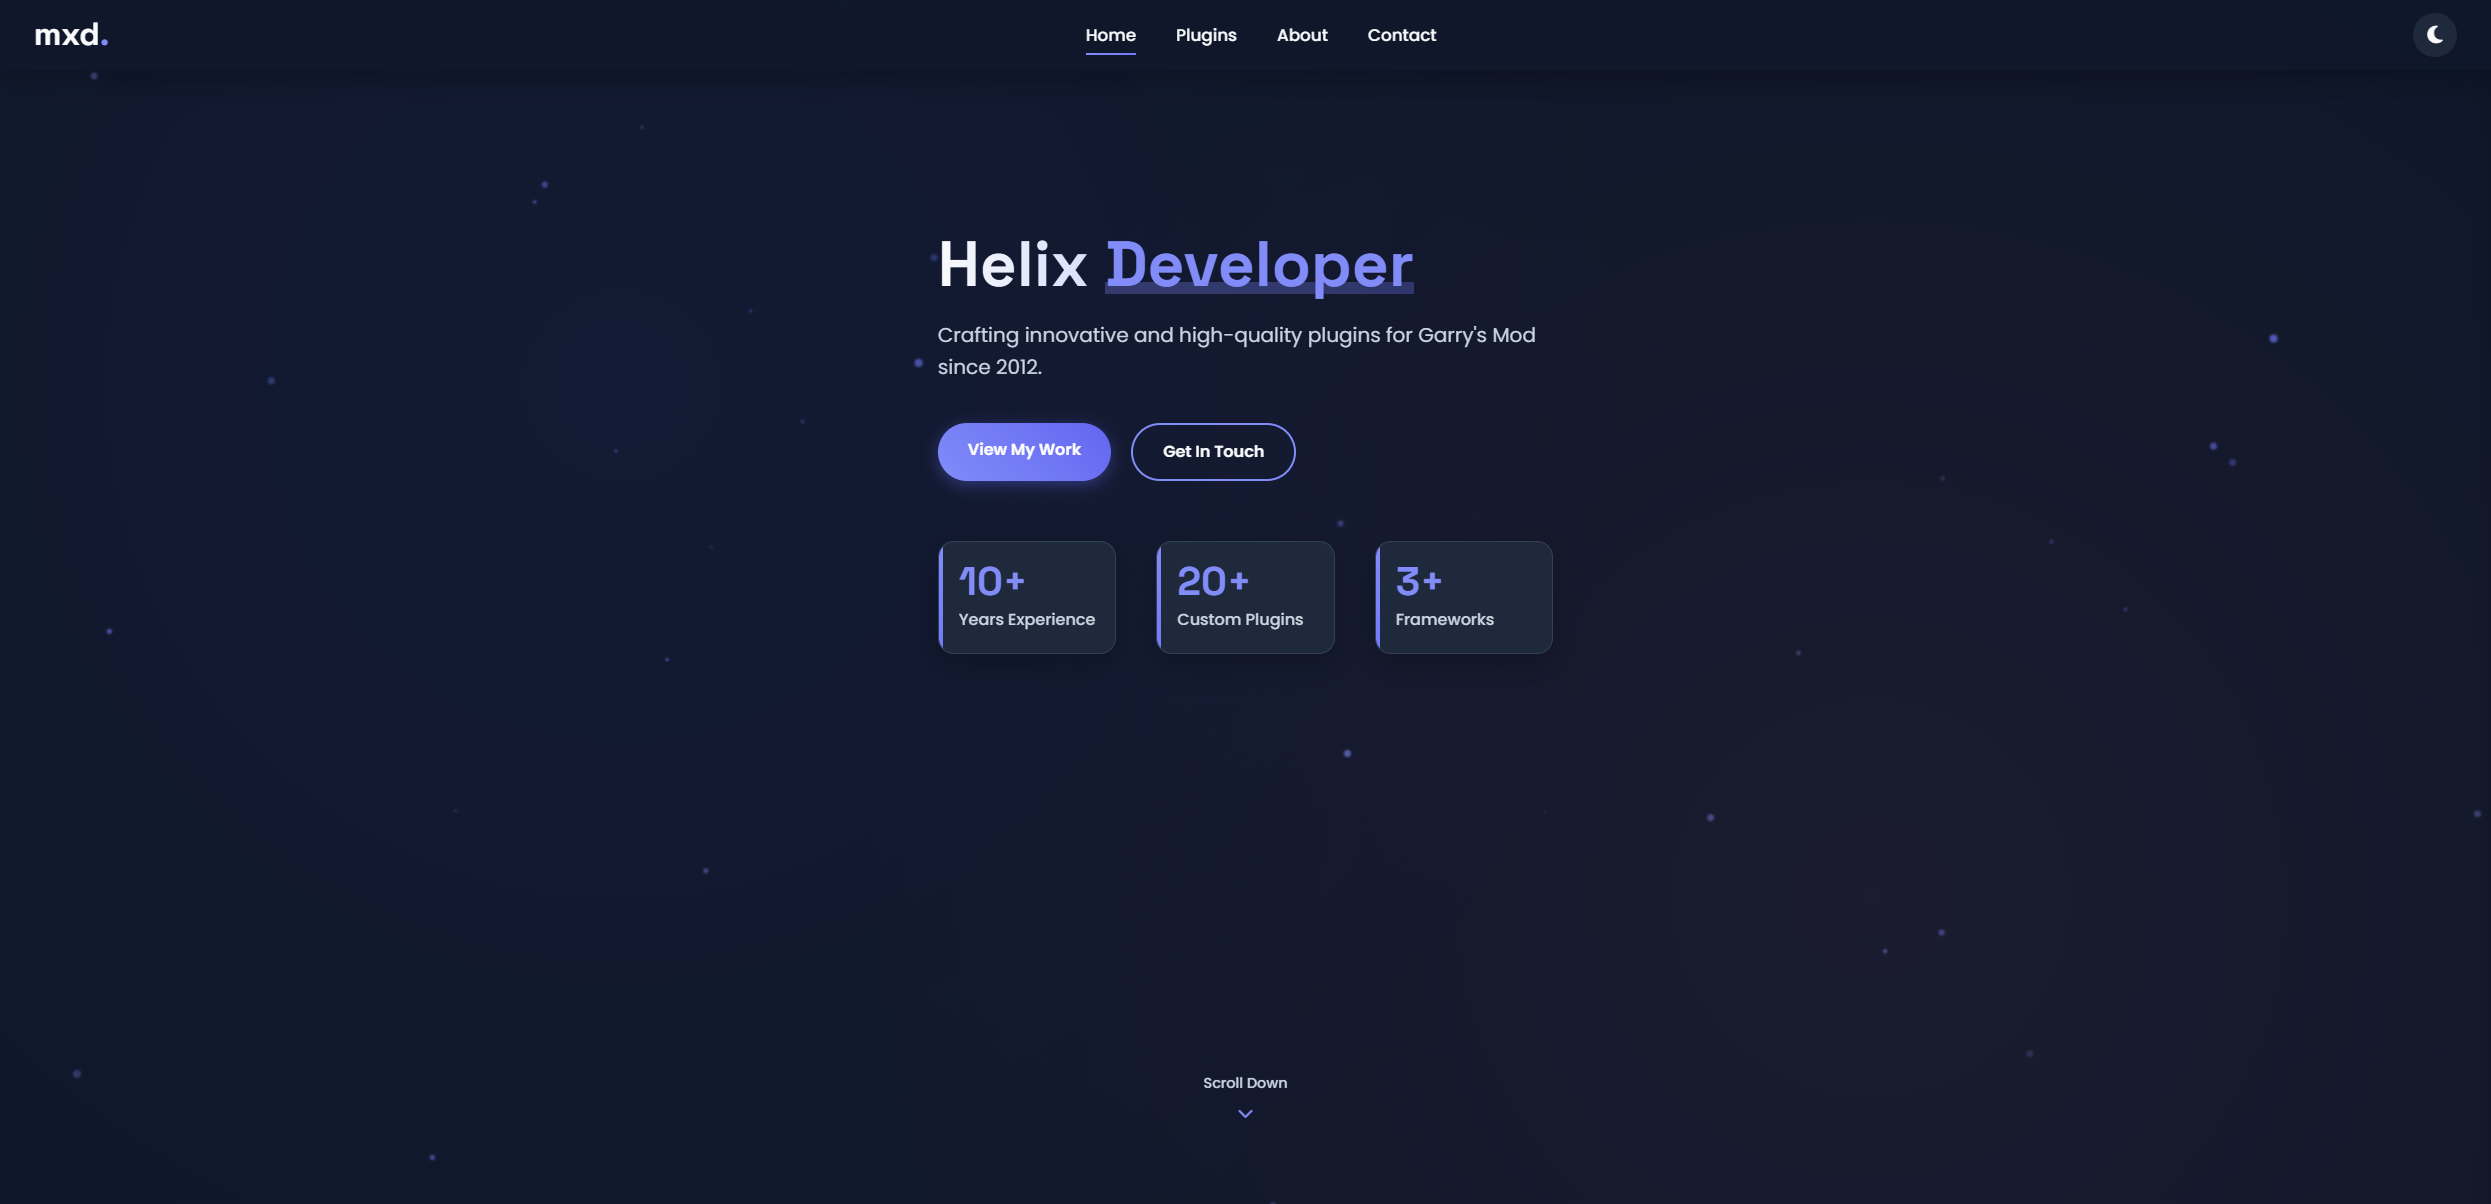 mxd.
Home Plugins About Contact
Helix Developer
Crafting innovative and high-quality plugins for Garry's Mod
since 2012.
View My Work Get In Touch
10+ 20+ 3+
Years Experience Custom Plugins Frameworks
Scroll Down